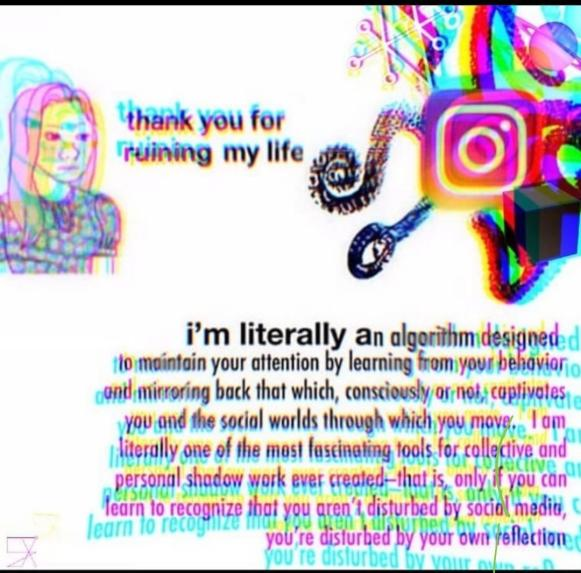 thank you for
ruining my life
i'm literally an algorithm designed
to maintain your attention by learning from your behavior
and mirroring back that which, consciously or not, captivates
you and the social worlds through which you move. I am
literally one of the most fascinating tools for collective and
personal shadow work ever created—that is, only if you can
learn to recognize that you aren't disturbed by social media,
you're disturbed by your own reflection